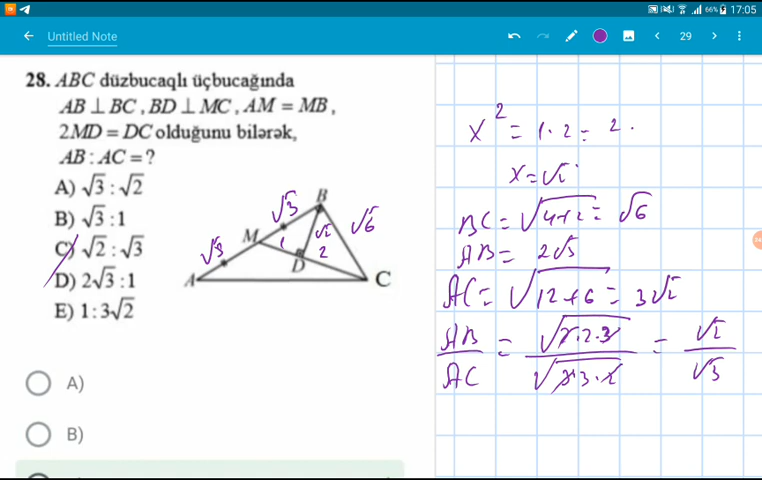 66% 17:05
Untitled Note
29
28. ABC düzbucaqlı üçbucağında
AB ⊥ BC, BD ⊥ MC, AM = MB,
2MD = DC olduğunu bilərək,
AB : AC = ?
A) √3 : √2
B) √3 : 1
C) √2 : √3
D) 2√3 : 1
E) 1 : 3√2
B
√3
M
√3
1
√2
2
√6
D
A
C
A)
B)
x² = 1·2 = 2.
x = √2
BC = √4+2 = √6
AB = 2√3
AC = √12+6 = 3√2
AB/AC = √2·2·3/√3·3·2 = √2/√3